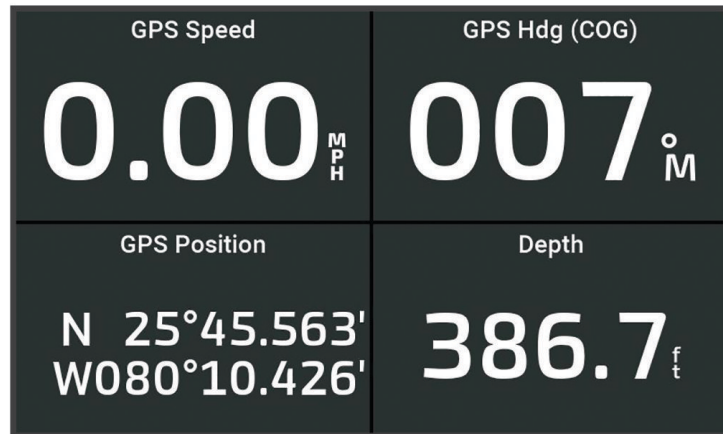 GPS Speed
0.00 MPH
GPS Hdg (COG)
007 °M
GPS Position
N 25°45.563'
W080°10.426'
Depth
386.7 ft